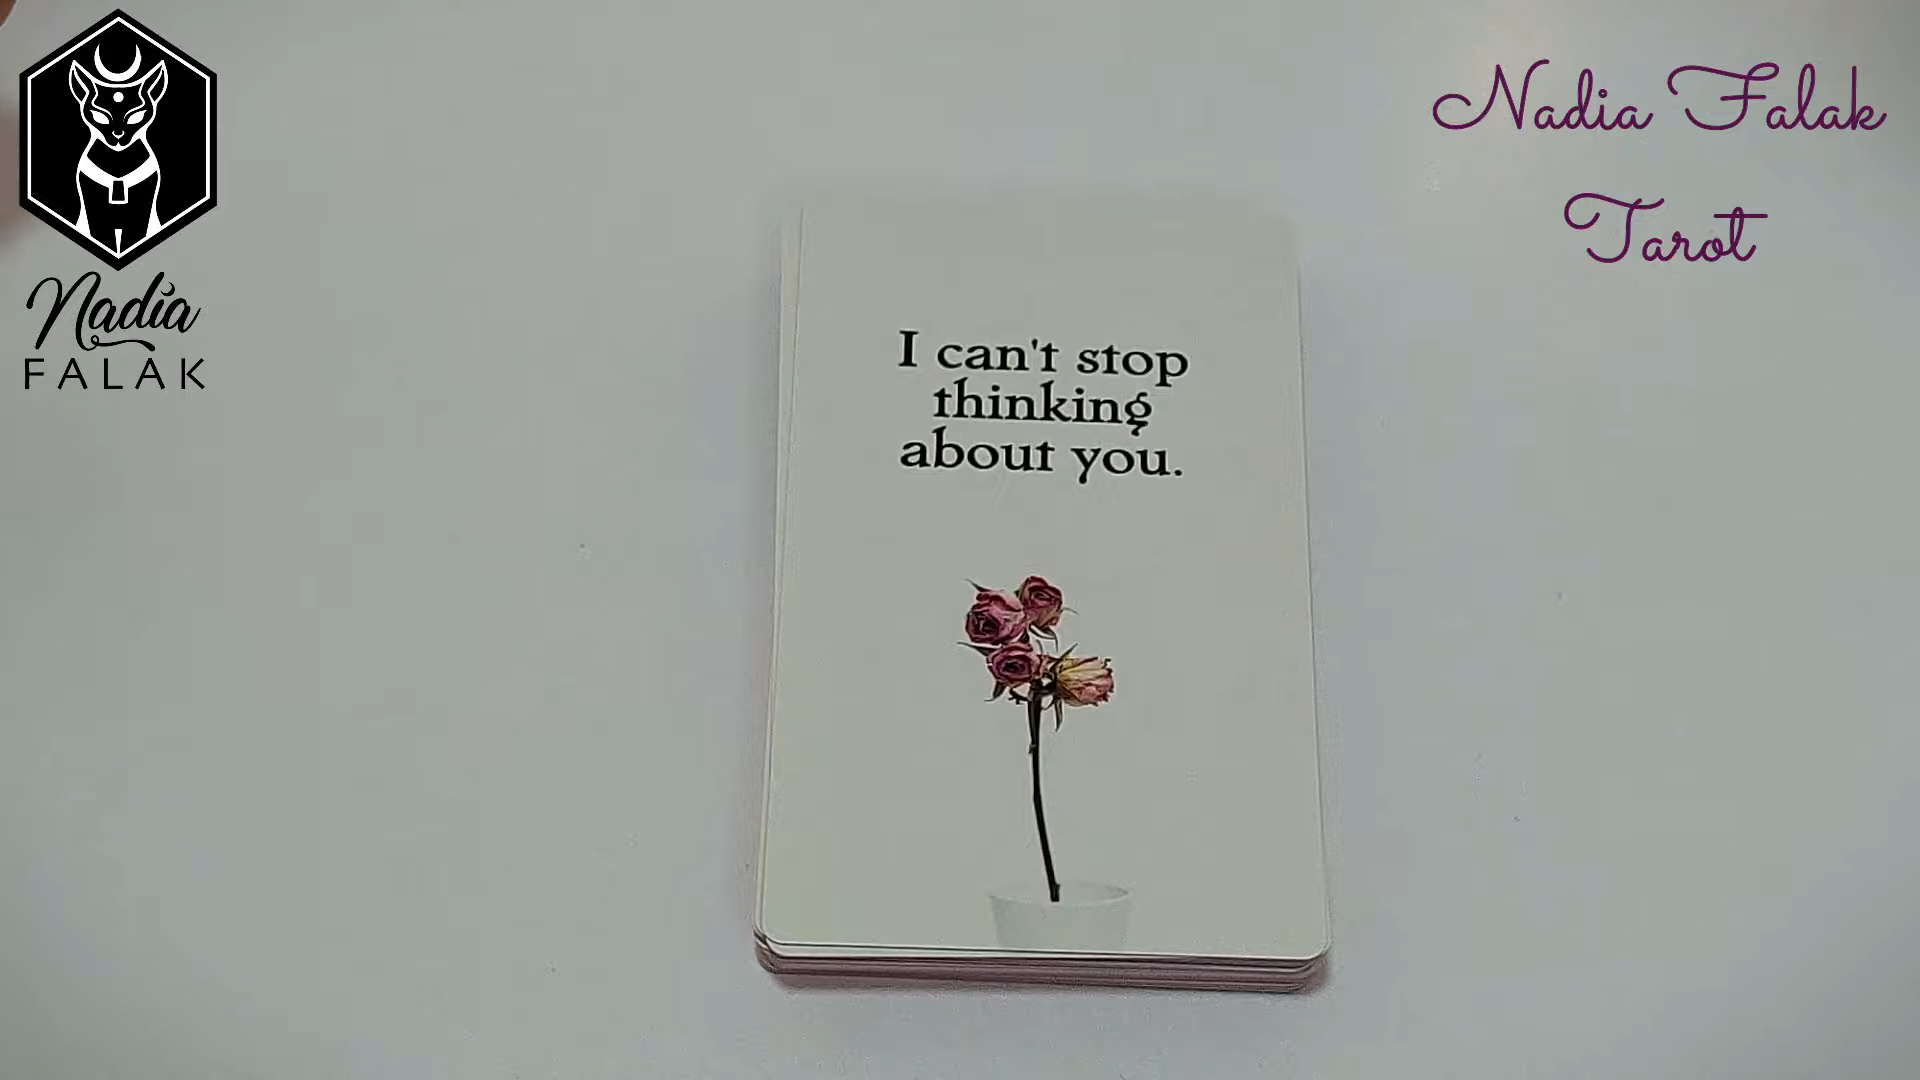 Nadia
FALAK
Nadia Falak
Tarot
I can't stop
thinking
about you.